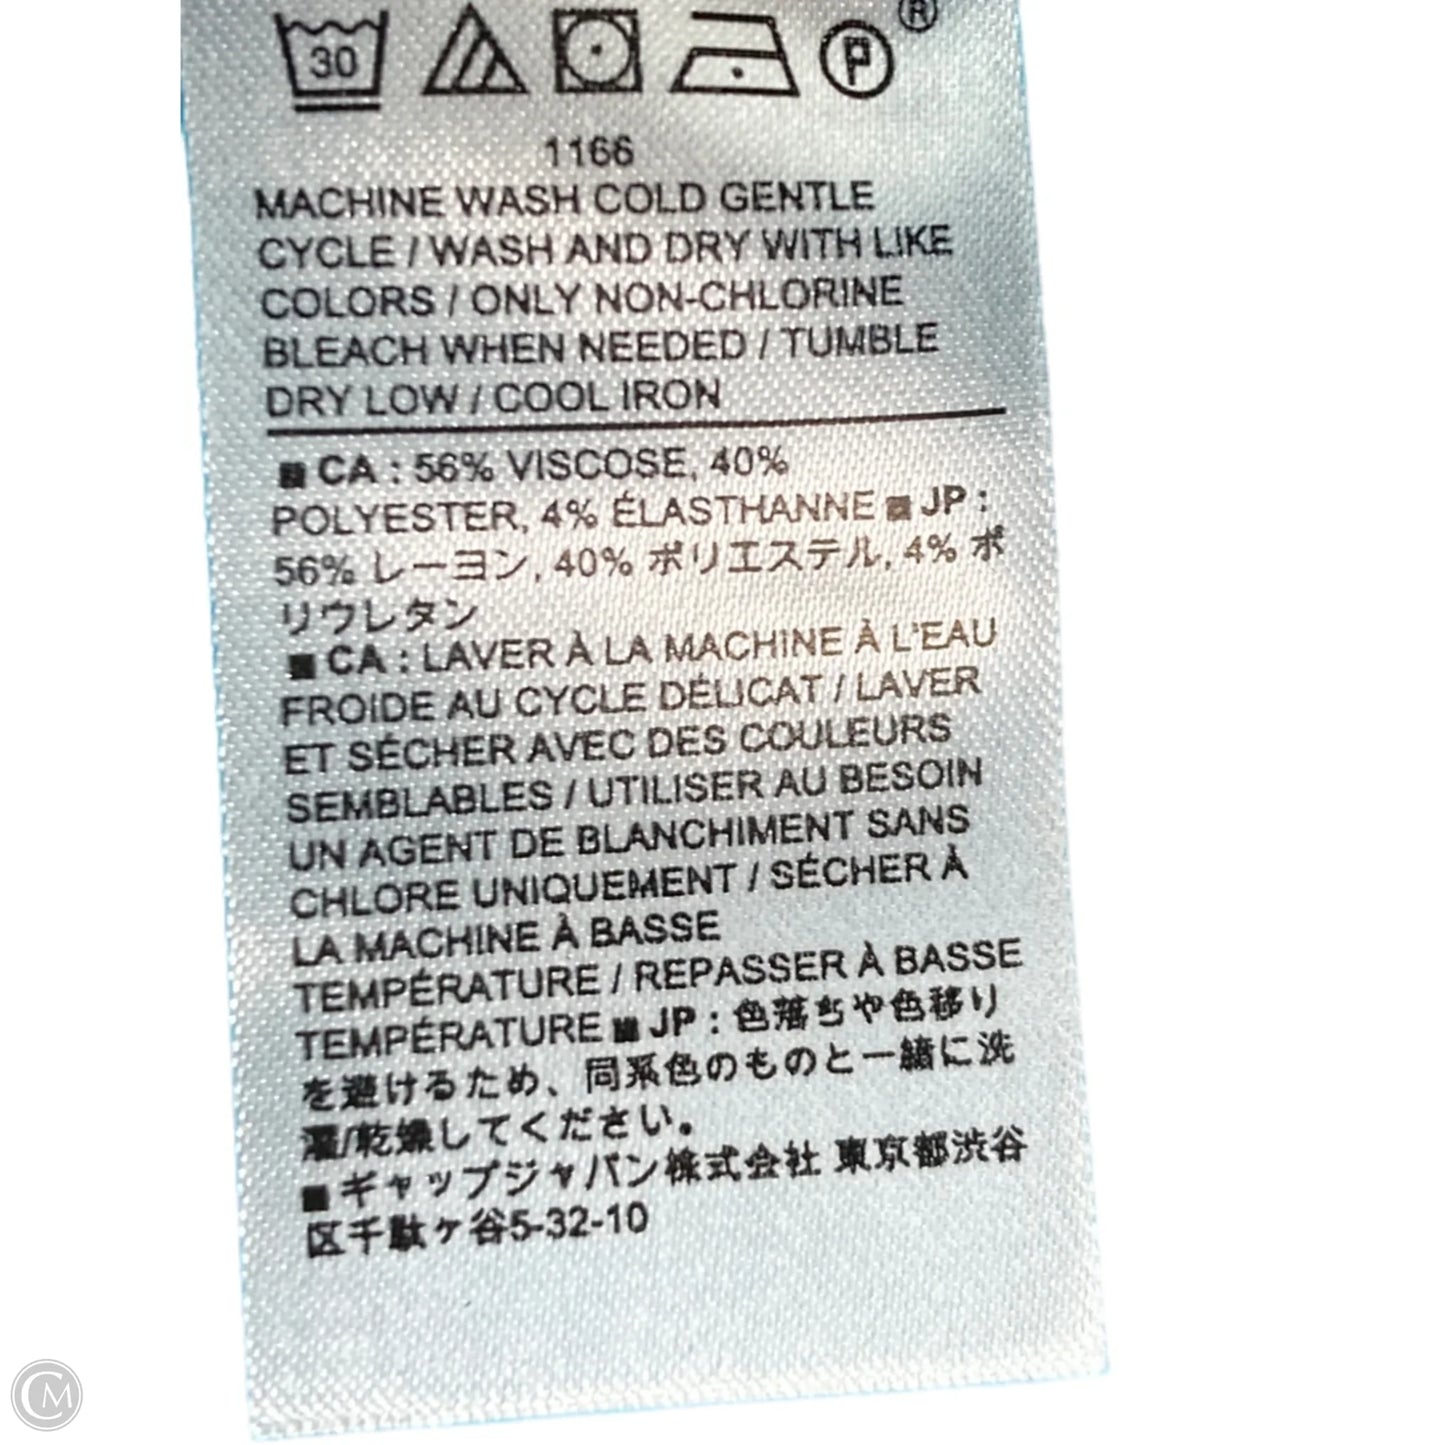 30 P ®
1166
MACHINE WASH COLD GENTLE
CYCLE / WASH AND DRY WITH LIKE
COLORS / ONLY NON-CHLORINE
BLEACH WHEN NEEDED / TUMBLE
DRY LOW / COOL IRON
■ CA : 56% VISCOSE, 40%
POLYESTER, 4% ÉLASTHANNE ■ JP :
56% レーヨン, 40% ポリエステル, 4% ポ
リウレタン
■ CA : LAVER À LA MACHINE À L'EAU
FROIDE AU CYCLE DÉLICAT / LAVER
ET SÉCHER AVEC DES COULEURS
SEMBLABLES / UTILISER AU BESOIN
UN AGENT DE BLANCHIMENT SANS
CHLORE UNIQUEMENT / SÉCHER À
LA MACHINE À BASSE
TEMPÉRATURE / REPASSER À BASSE
TEMPÉRATURE ■ JP : 色落ちや色移り
を避けるため、同系色のものと一緒に洗
濯/乾燥してください。
■ ギャップジャパン株式会社 東京都渋谷
区千駄ヶ谷5-32-10
CM